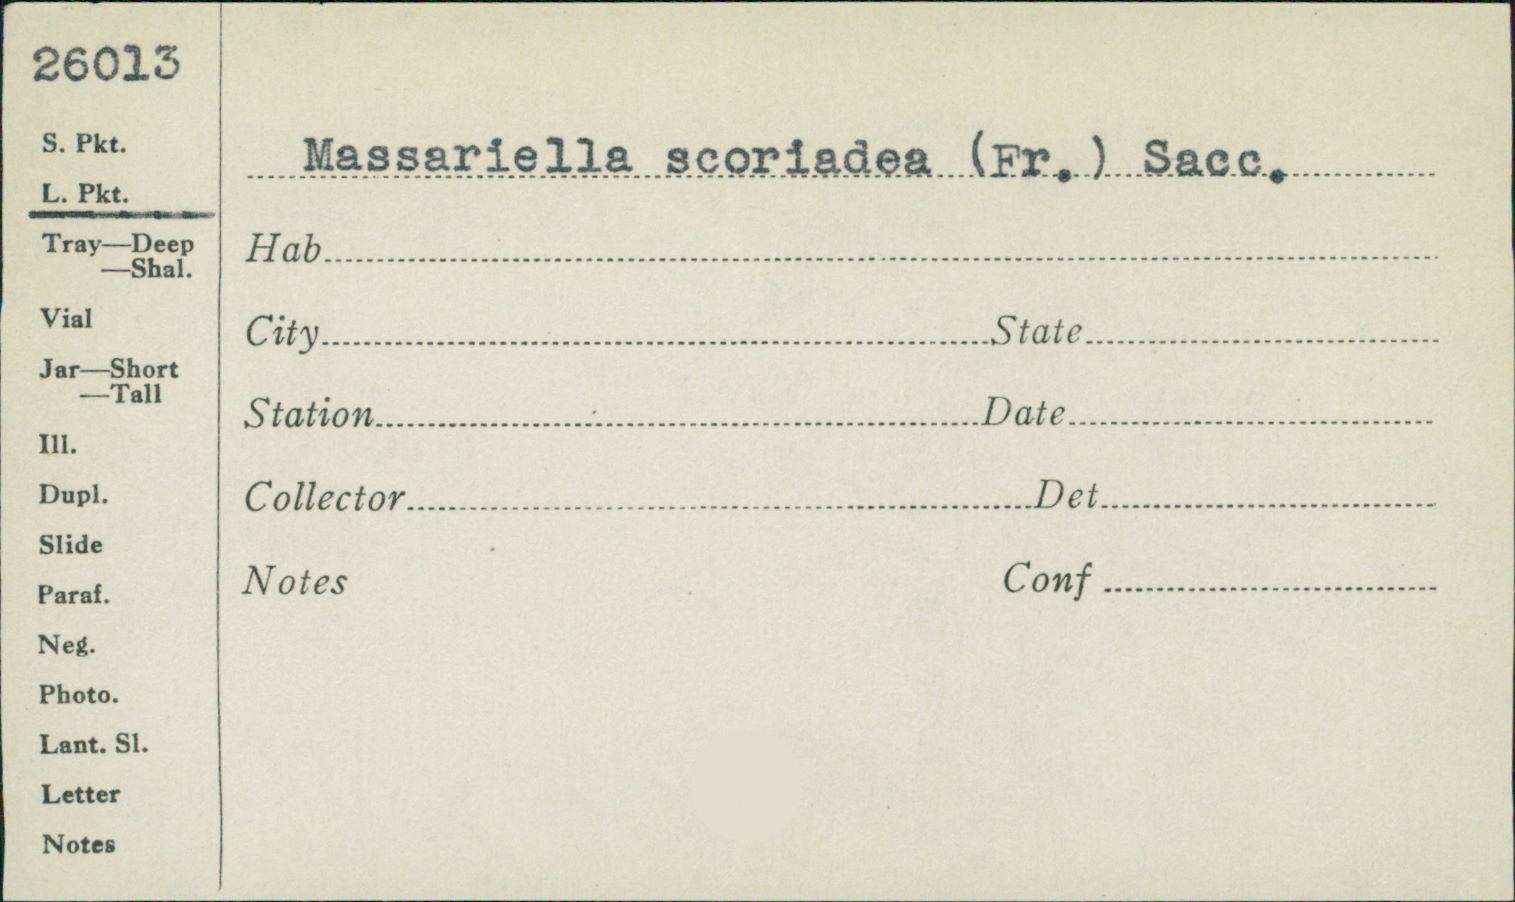 26013
S. Pkt.
L. Pkt.
Tray—Deep
—Shal.
Vial
Jar—Short
—Tall
Ill.
Dupl.
Slide
Paraf.
Neg.
Photo.
Lant. Sl.
Letter
Notes
Massariella scoriadea (Fr.) Sacc.
Hab
City State
Station Date
Collector Det
Notes Conf